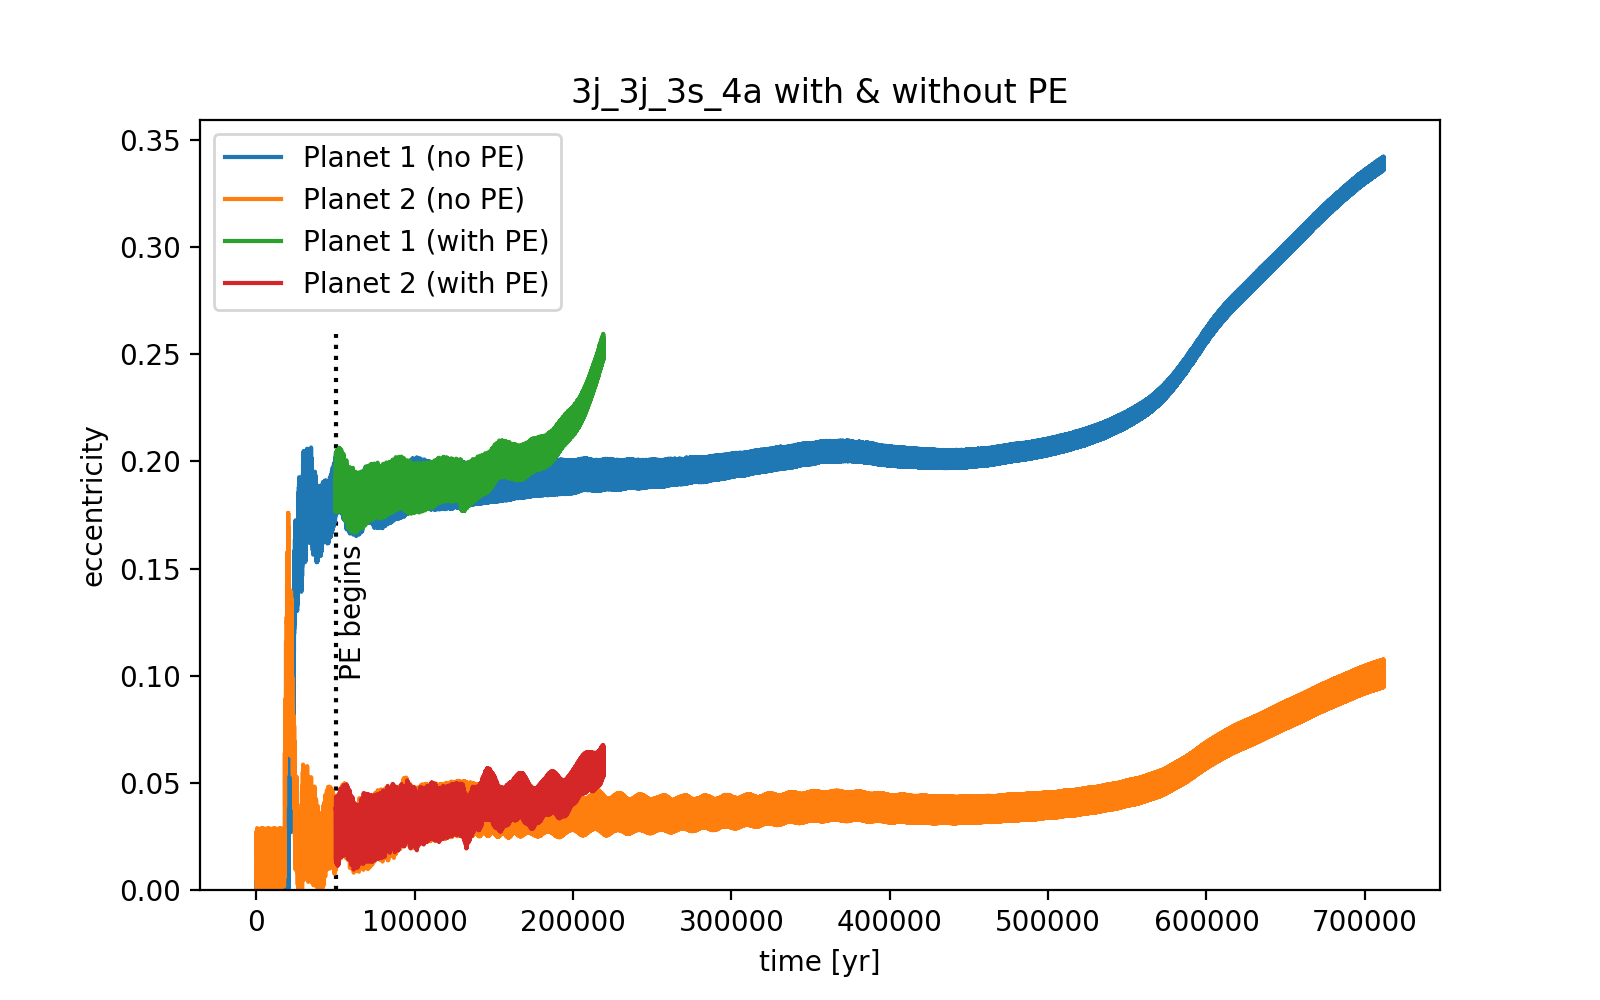 3j_3j_3s_4a with & without PE
Planet 1 (no PE)
Planet 2 (no PE)
Planet 1 (with PE)
Planet 2 (with PE)
PE begins
eccentricity
0.35
0.30
0.25
0.20
0.15
0.10
0.05
0.00
0
100000
200000
300000
400000
500000
600000
700000
time [yr]